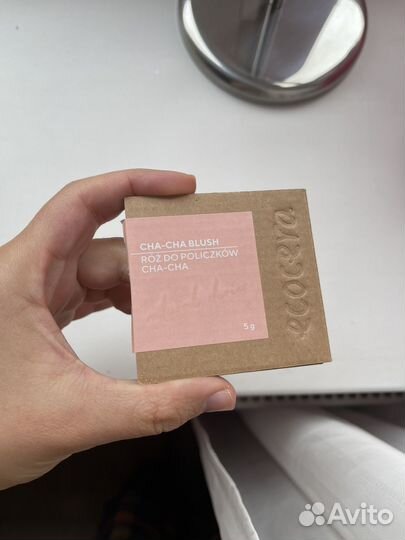 CHA-CHA BLUSH
RÓŻ DO POLICZKÓW
CHA-CHA
5 g
ecocera
Avito